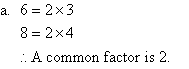 a. 6 = 2 × 3
8 = 2 × 4
∴ A common factor is 2.